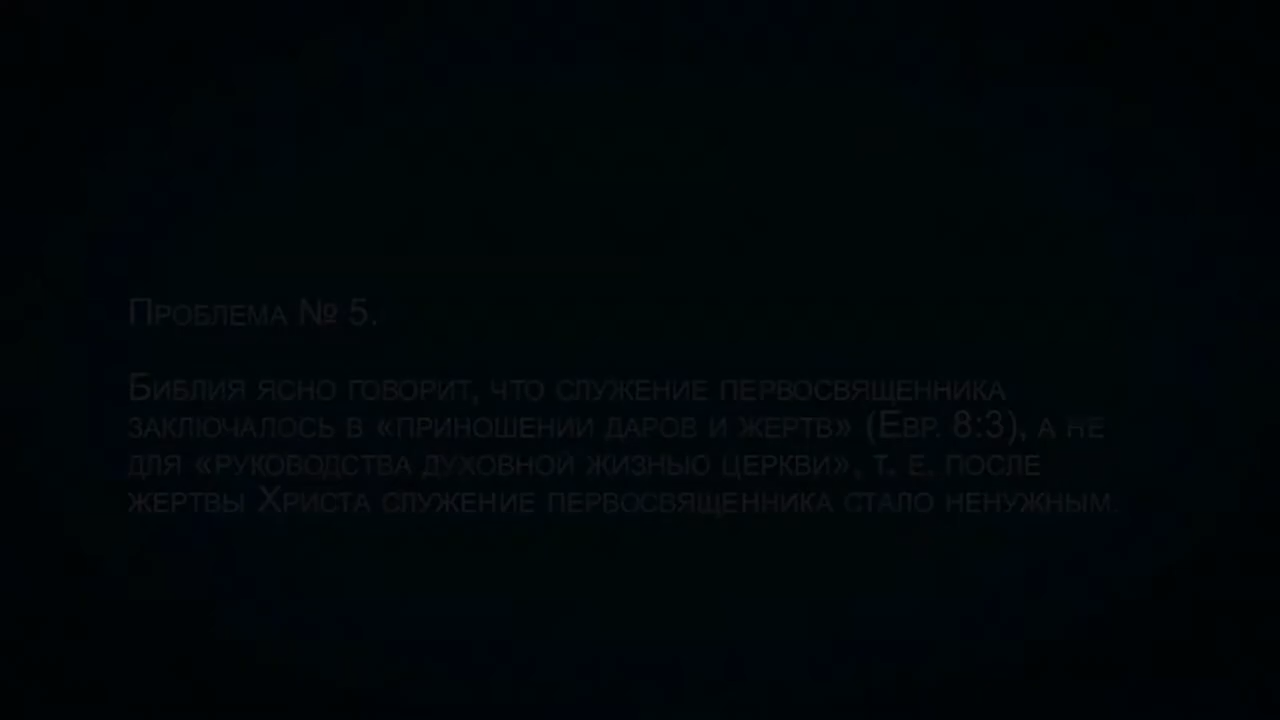 Проблема № 5.
Библия ясно говорит, что служение первосвященника
заключалось в «приношении даров и жертв» (Евр. 8:3), а не
для «руководства духовной жизнью церкви», т. е. после
жертвы Христа служение первосвященника стало ненужным.